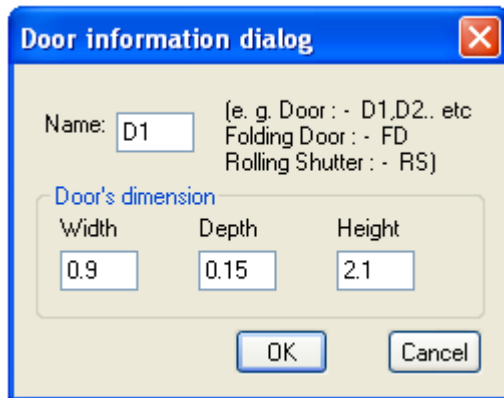 Door information dialog
Name: D1 (e. g. Door : - D1,D2.. etc
Folding Door : - FD
Rolling Shutter : - RS)
Door's dimension
Width Depth Height
0.9 0.15 2.1
OK Cancel